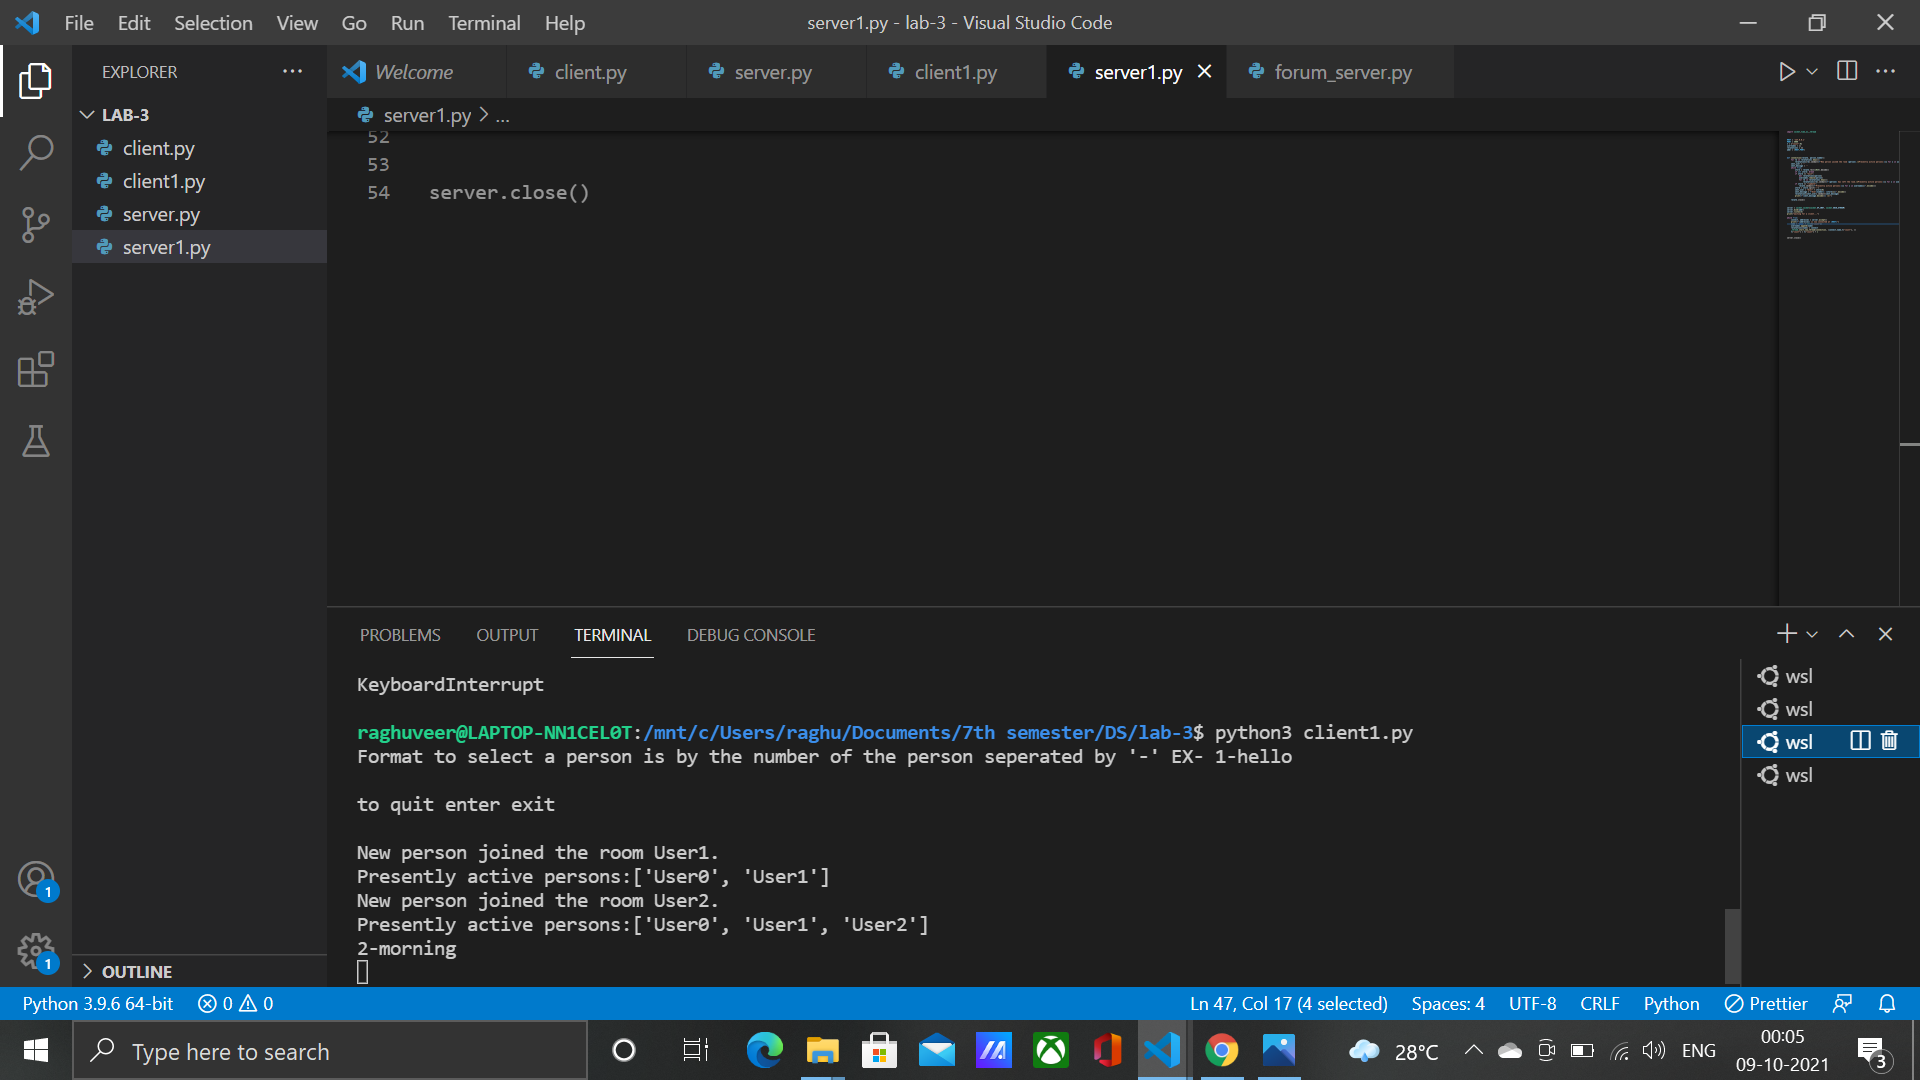 File Edit Selection View Go Run Terminal Help
server1.py - lab-3 - Visual Studio Code
EXPLORER
LAB-3
client.py
client1.py
server.py
server1.py
OUTLINE
Welcome
client.py
server.py
client1.py
server1.py
forum_server.py
server1.py > ...
52
53
54 server.close()
PROBLEMS OUTPUT TERMINAL DEBUG CONSOLE
KeyboardInterrupt
raghuveer@LAPTOP-NN1CEL0T:/mnt/c/Users/raghu/Documents/7th semester/DS/lab-3$ python3 client1.py
Format to select a person is by the number of the person seperated by '-' EX- 1-hello
to quit enter exit
New person joined the room User1.
Presently active persons:['User0', 'User1']
New person joined the room User2.
Presently active persons:['User0', 'User1', 'User2']
2-morning
wsl
wsl
wsl
wsl
1
1
Python 3.9.6 64-bit 0 0
Ln 47, Col 17 (4 selected) Spaces: 4 UTF-8 CRLF Python Prettier
Type here to search
28°C
ENG
00:05
09-10-2021
3